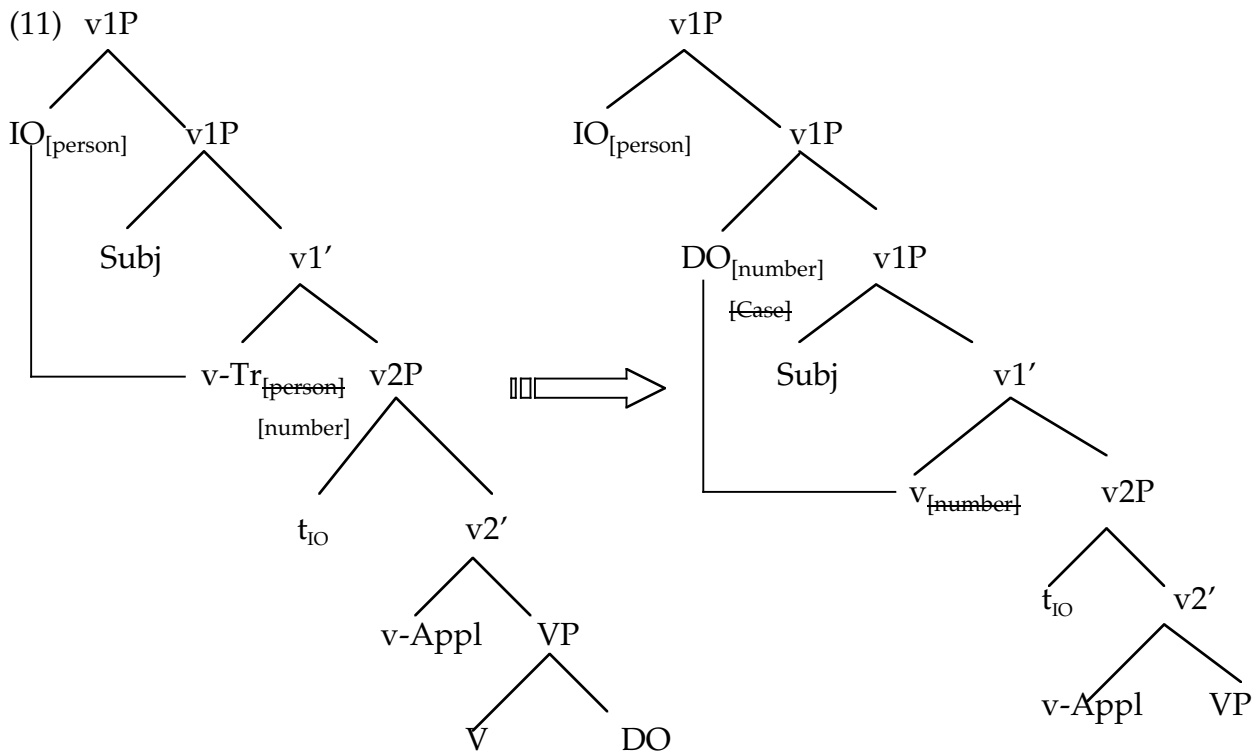 (11) v1P v1P
IO[person] v1P IO[person] v1P
Subj v1’ DO[number] v1P
[Case]
v-Tr[person] v2P Subj v1’
[number]
tIO v2’ v[number] v2P
v-Appl VP tIO v2’
V DO v-Appl VP